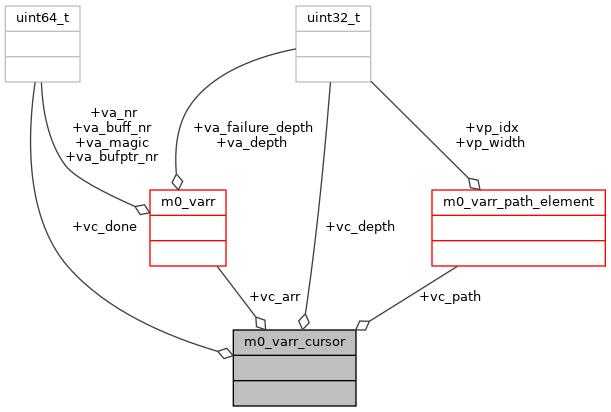 uint64_t
uint32_t
+va_nr
+va_buff_nr
+va_magic
+va_bufptr_nr
+va_failure_depth
+va_depth
+vp_idx
+vp_width
m0_varr
m0_varr_path_element
+vc_done
+vc_depth
+vc_arr
+vc_path
m0_varr_cursor